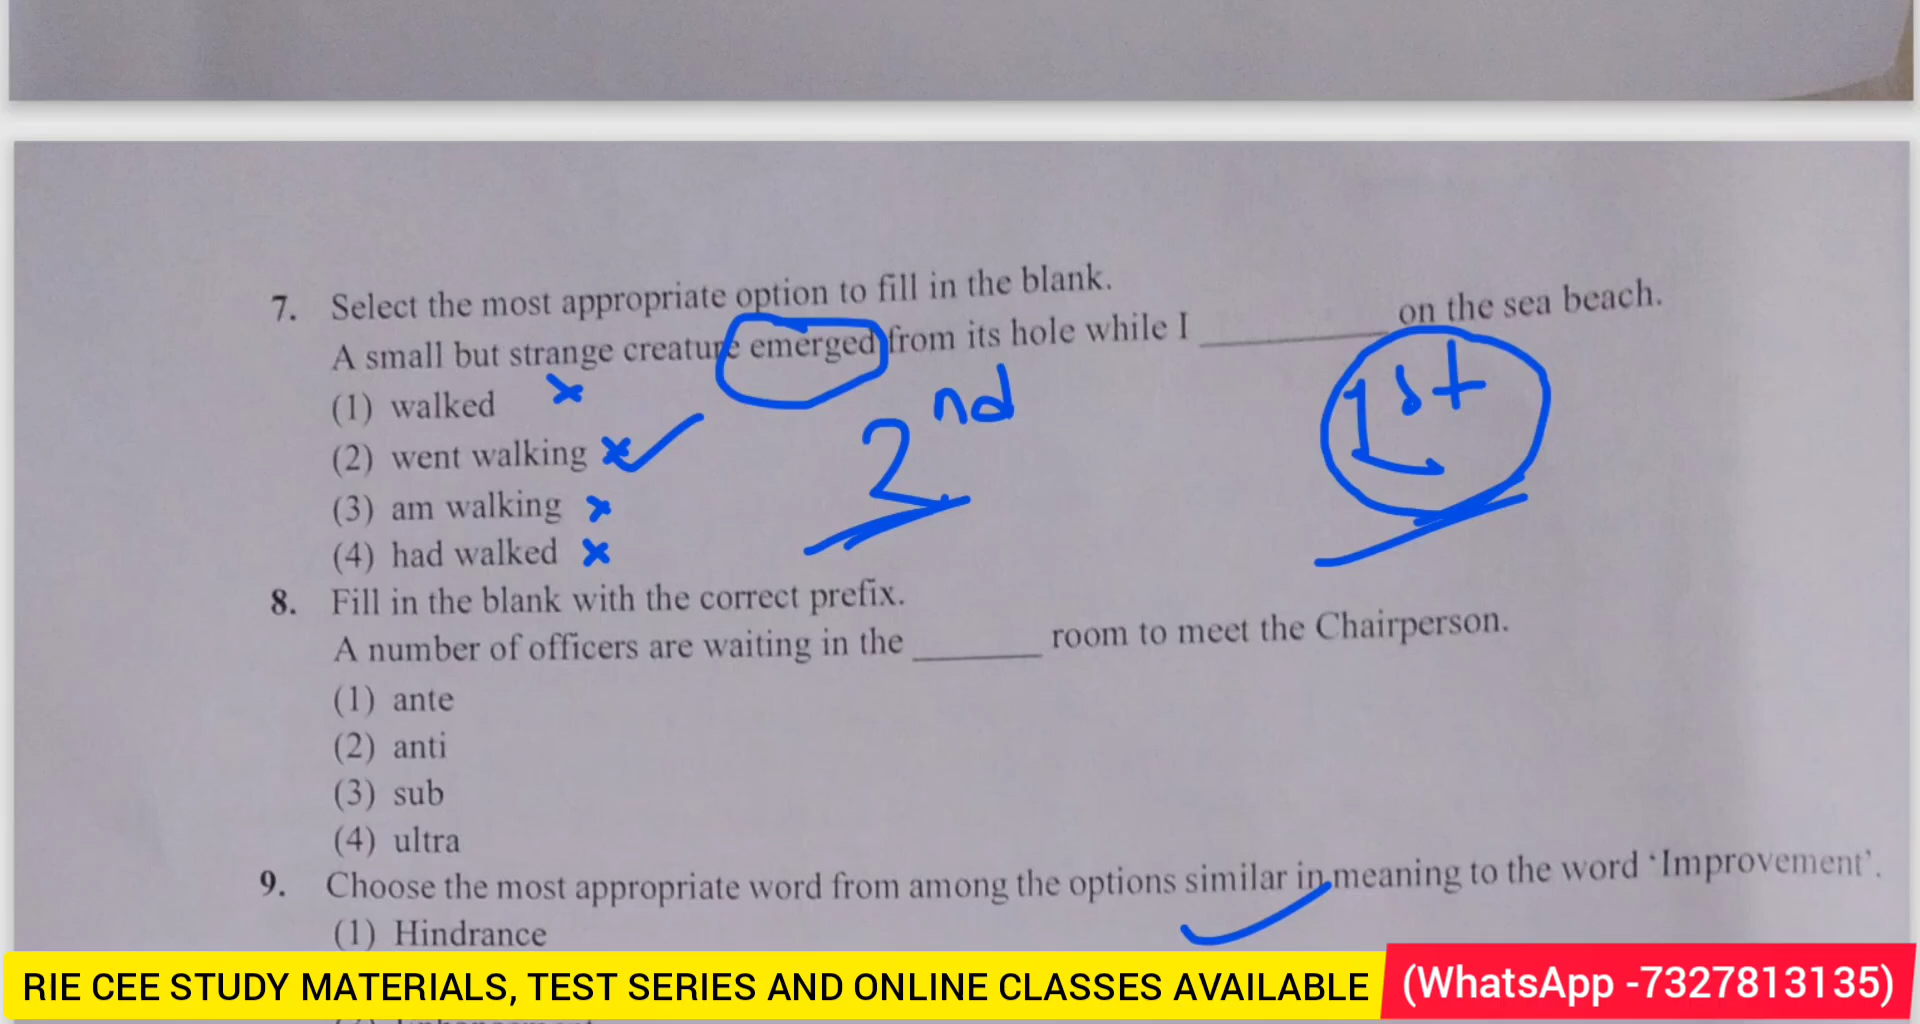 7. Select the most appropriate option to fill in the blank.
A small but strange creature emerged from its hole while I __________ on the sea beach.
(1) walked
(2) went walking
(3) am walking
(4) had walked
2nd
1st
8. Fill in the blank with the correct prefix.
A number of officers are waiting in the _______ room to meet the Chairperson.
(1) ante
(2) anti
(3) sub
(4) ultra
9. Choose the most appropriate word from among the options similar in meaning to the word ‘Improvement’.
(1) Hindrance
RIE CEE STUDY MATERIALS, TEST SERIES AND ONLINE CLASSES AVAILABLE
(WhatsApp -7327813135)